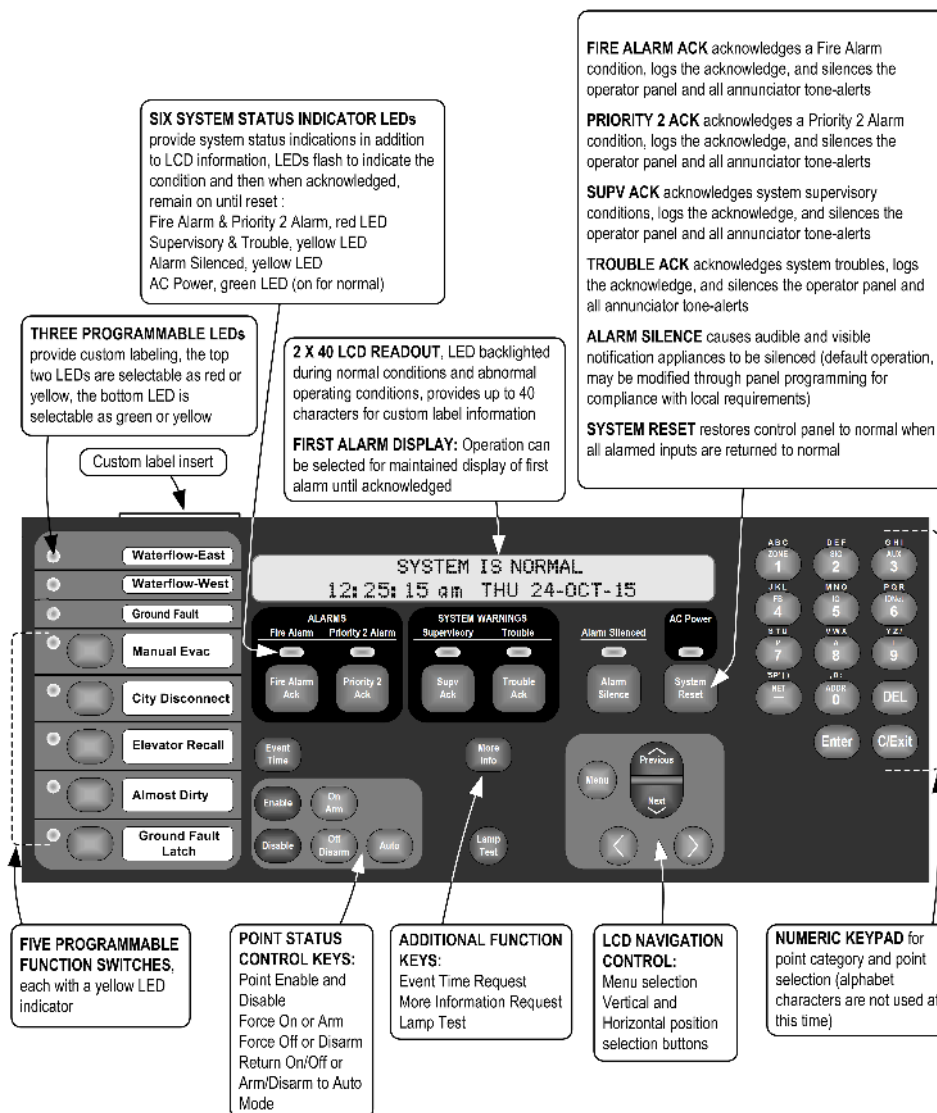 FIRE ALARM ACK acknowledges a Fire Alarm
condition, logs the acknowledge, and silences the
operator panel and all annunciator tone-alerts
PRIORITY 2 ACK acknowledges a Priority 2 Alarm
condition, logs the acknowledge, and silences the
operator panel and all annunciator tone-alerts
SUPV ACK acknowledges system supervisory
conditions, logs the acknowledge, and silences the
operator panel and all annunciator tone-alerts
TROUBLE ACK acknowledges system troubles, logs
the acknowledge, and silences the operator panel and
all annunciator tone-alerts
ALARM SILENCE causes audible and visible
notification appliances to be silenced (default operation,
may be modified through panel programming for
compliance with local requirements)
SYSTEM RESET restores control panel to normal when
all alarmed inputs are returned to normal
SIX SYSTEM STATUS INDICATOR LEDs
provide system status indications in addition
to LCD information, LEDs flash to indicate the
condition and then when acknowledged,
remain on until reset :
Fire Alarm & Priority 2 Alarm, red LED
Supervisory & Trouble, yellow LED
Alarm Silenced, yellow LED
AC Power, green LED (on for normal)
THREE PROGRAMMABLE LEDs
provide custom labeling, the top
two LEDs are selectable as red or
yellow, the bottom LED is
selectable as green or yellow
2 X 40 LCD READOUT, LED backlighted
during normal conditions and abnormal
operating conditions, provides up to 40
characters for custom label information
FIRST ALARM DISPLAY: Operation can
be selected for maintained display of first
alarm until acknowledged
Custom label insert
Waterflow-East
Waterflow-West
Ground Fault
Manual Evac
City Disconnect
Elevator Recall
Almost Dirty
Ground Fault
Latch
SYSTEM IS NORMAL
12:25:15 am THU 24-OCT-15
ALARMS
Fire Alarm Priority 2 Alarm
SYSTEM WARNINGS
Supervisory Trouble
Alarm Silenced
AC Power
Fire Alarm
Ack
Priority 2
Ack
Supv
Ack
Trouble
Ack
Alarm
Silence
System
Reset
Event
Time
More
Info
Enable
On
Arm
Disable
Off
Disarm
Auto
Lamp
Test
Menu
Previous
Next
ABC DEF GHI
ZONE SIG AUX
1 2 3
JKL MNO PQR
FB IO
4 5 6
STU VWX YZ/
P A
7 8 9
SP'()
NET ADDR
0 DEL
Enter C/Exit
FIVE PROGRAMMABLE
FUNCTION SWITCHES,
each with a yellow LED
indicator
POINT STATUS
CONTROL KEYS:
Point Enable and
Disable
Force On or Arm
Force Off or Disarm
Return On/Off or
Arm/Disarm to Auto
Mode
ADDITIONAL FUNCTION
KEYS:
Event Time Request
More Information Request
Lamp Test
LCD NAVIGATION
CONTROL:
Menu selection
Vertical and
Horizontal position
selection buttons
NUMERIC KEYPAD for
point category and point
selection (alphabet
characters are not used at
this time)